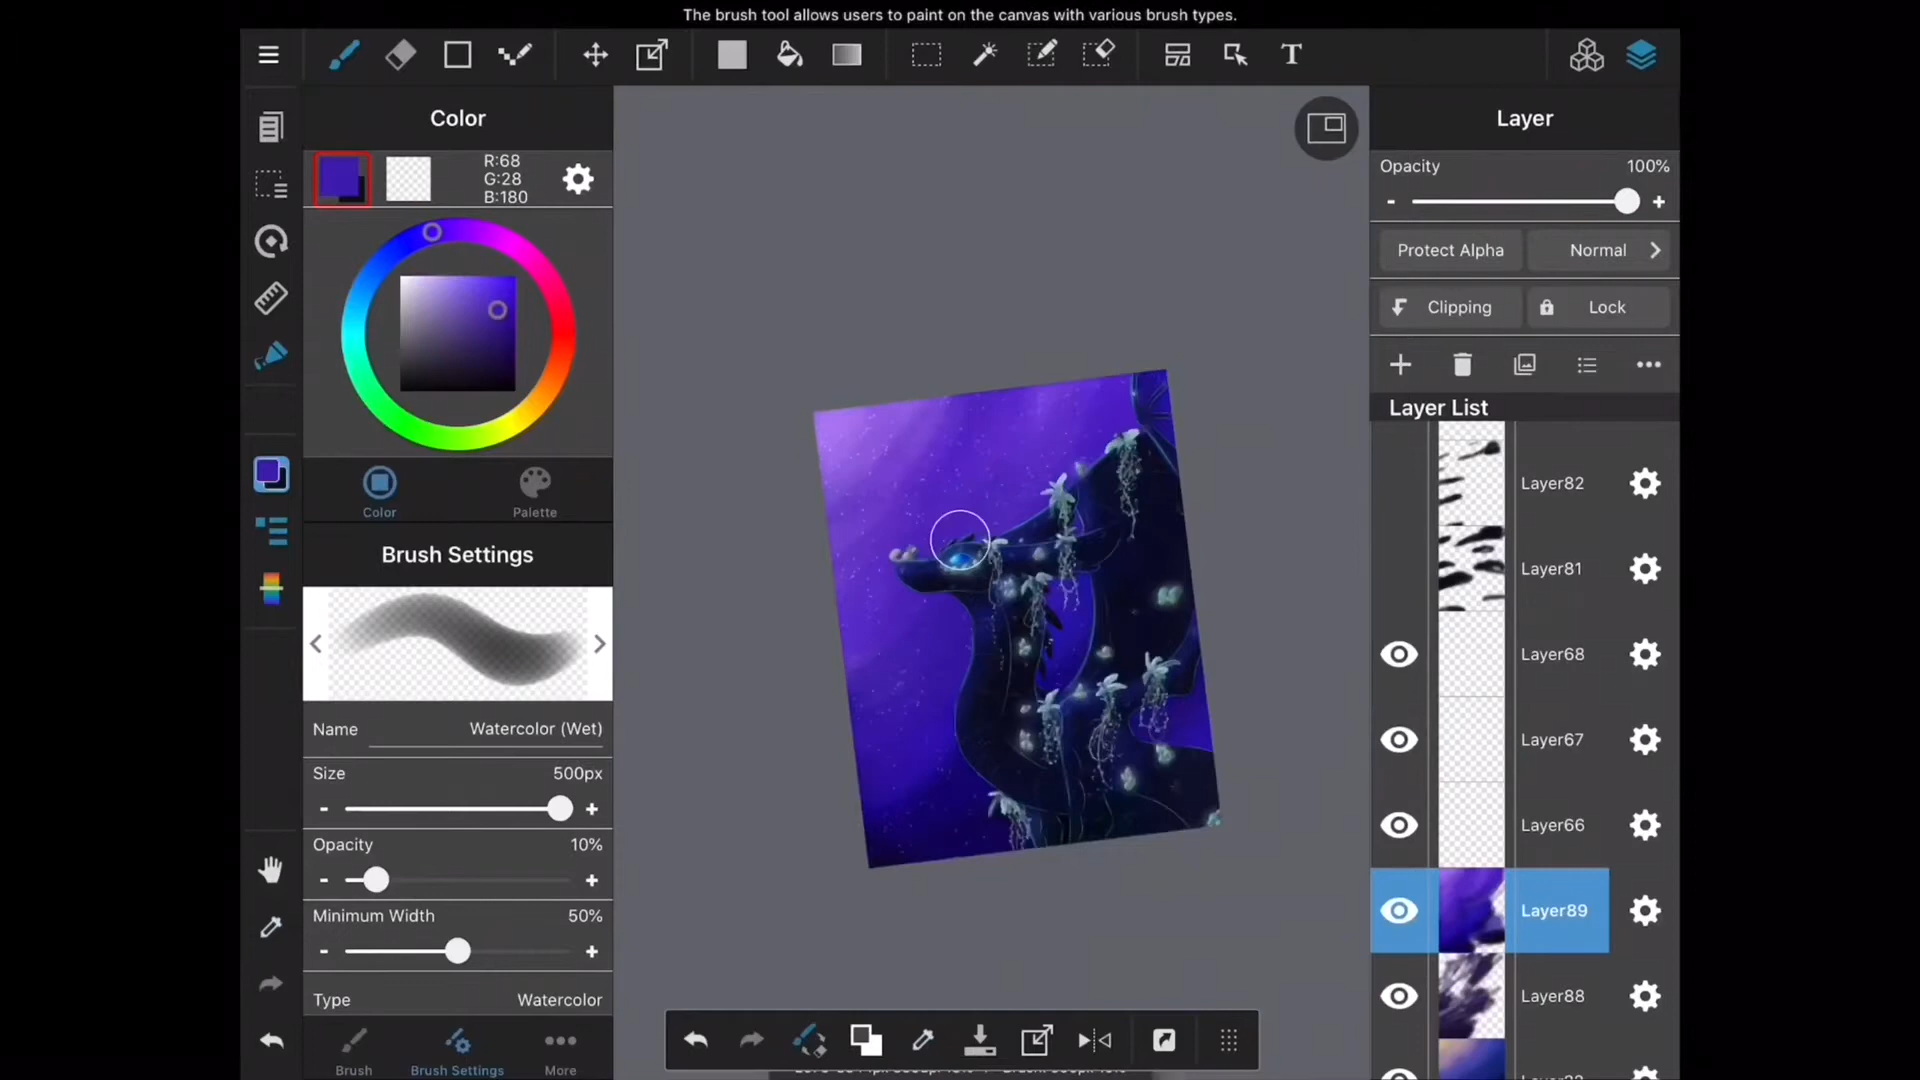 The brush tool allows users to paint on the canvas with various brush types.
T
Color
R:68
G:28
B:180
Color
Palette
Brush Settings
Name
Watercolor (Wet)
Size
500px
Opacity
10%
Minimum Width
50%
Type
Watercolor
Brush
Brush Settings
More
Layer
Opacity
100%
Protect Alpha
Normal
Clipping
Lock
Layer List
Layer82
Layer81
Layer68
Layer67
Layer66
Layer89
Layer88